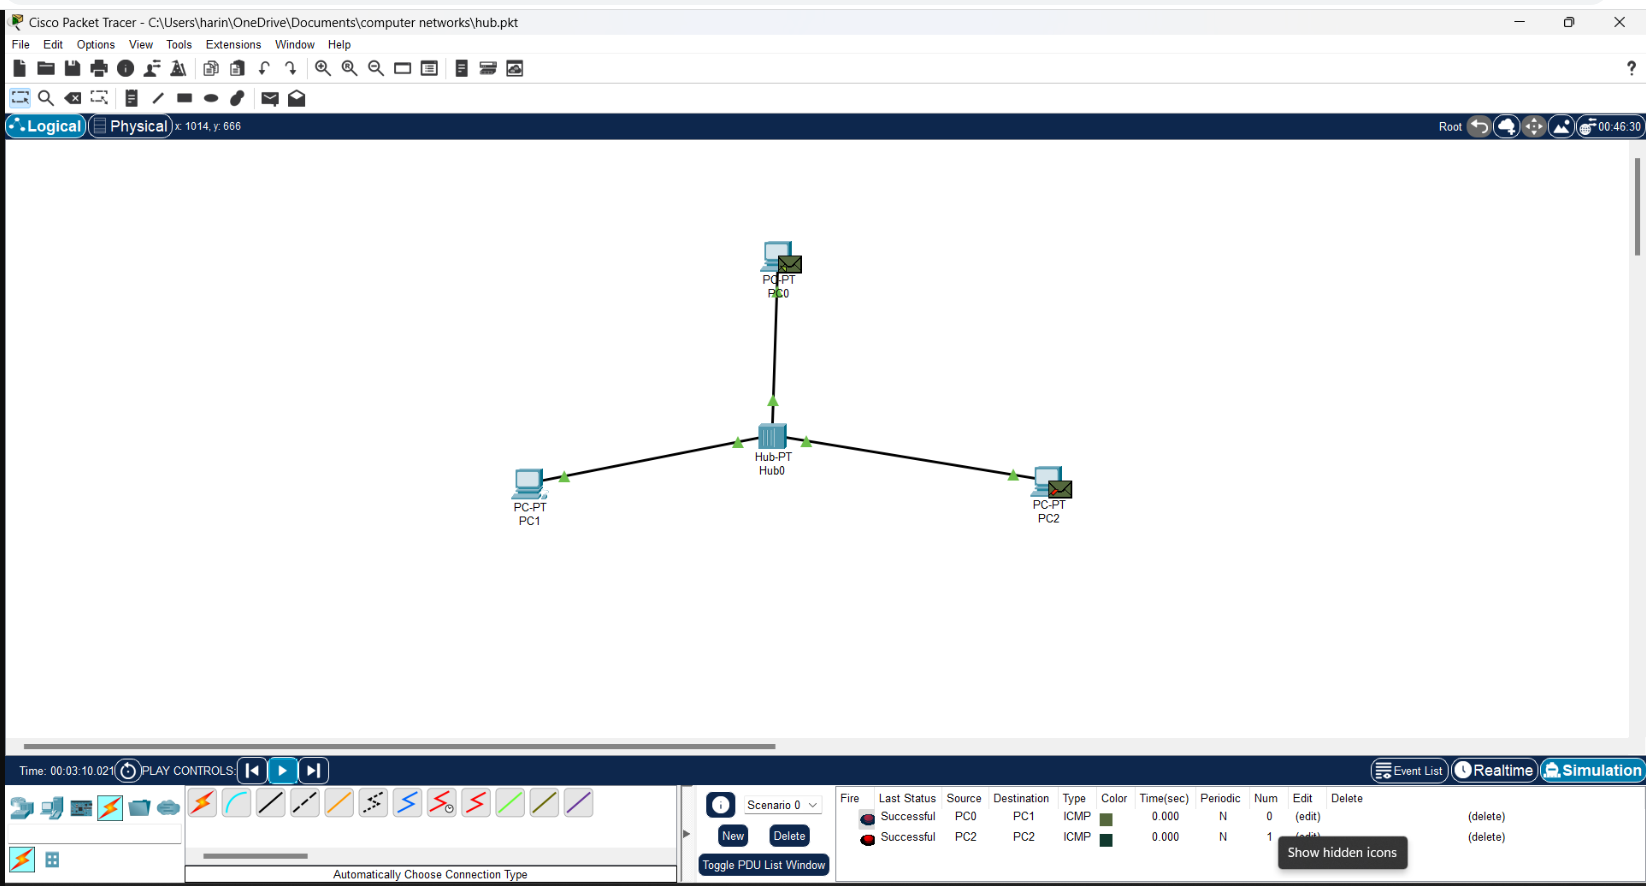 Cisco Packet Tracer - C:\Users\harin\OneDrive\Documents\computer networks\hub.pkt
File Edit Options View Tools Extensions Window Help
?
Logical Physical x: 1014, y: 666 Root 00:46:30
PC-PT
PC0
Hub-PT
Hub0
PC-PT
PC1
PC-PT
PC2
Time: 00:03:10.021 PLAY CONTROLS: Event List Realtime Simulation
Scenario 0
New Delete
Toggle PDU List Window
Fire Last Status Source Destination Type Color Time(sec) Periodic Num Edit Delete
Successful PC0 PC1 ICMP 0.000 N 0 (edit) (delete)
Successful PC2 PC2 ICMP 0.000 N 1 (edit) (delete)
Show hidden icons
Automatically Choose Connection Type